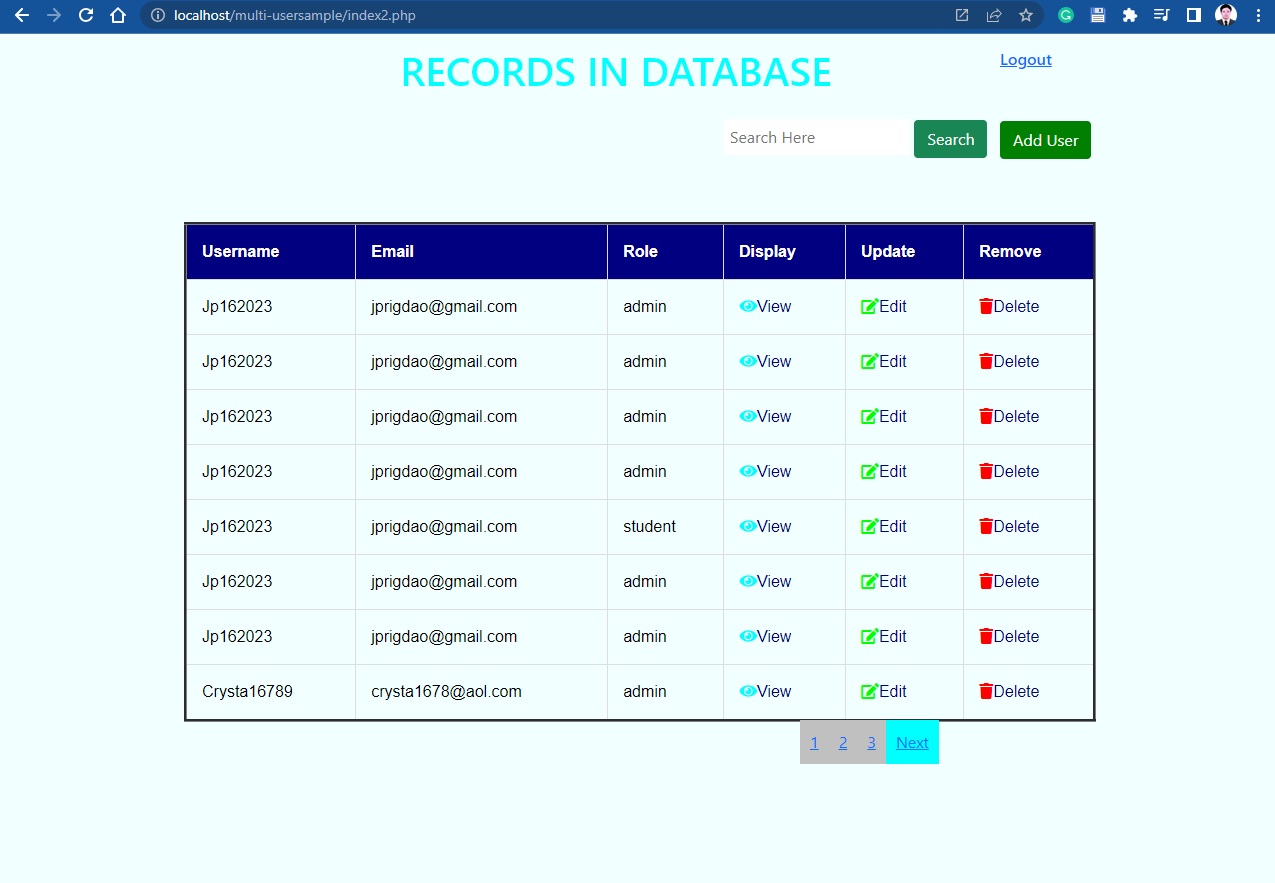 localhost/multi-usersample/index2.php
RECORDS IN DATABASE
Logout
Search Here Search Add User
Username Email Role Display Update Remove
Jp162023 jprigdao@gmail.com admin View Edit Delete
Jp162023 jprigdao@gmail.com admin View Edit Delete
Jp162023 jprigdao@gmail.com admin View Edit Delete
Jp162023 jprigdao@gmail.com admin View Edit Delete
Jp162023 jprigdao@gmail.com student View Edit Delete
Jp162023 jprigdao@gmail.com admin View Edit Delete
Jp162023 jprigdao@gmail.com admin View Edit Delete
Crysta16789 crysta1678@aol.com admin View Edit Delete
1 2 3 Next